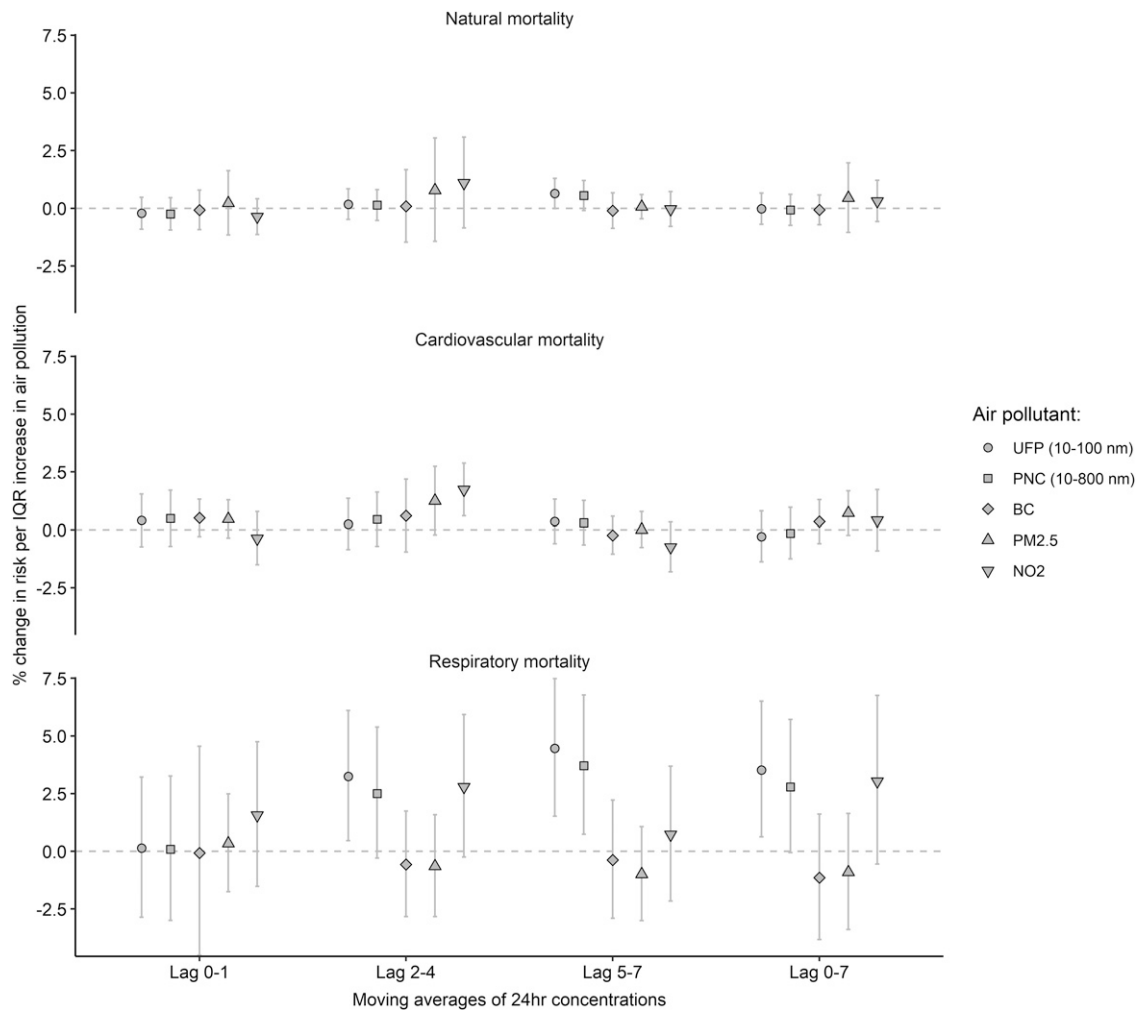 Natural mortality
7.5
5.0
2.5
0.0
-2.5
Cardiovascular mortality
7.5
5.0
2.5
0.0
-2.5
Respiratory mortality
7.5
5.0
2.5
0.0
-2.5
% change in risk per IQR increase in air pollution
Lag 0-1 Lag 2-4 Lag 5-7 Lag 0-7
Moving averages of 24hr concentrations
Air pollutant:
UFP (10-100 nm)
PNC (10-800 nm)
BC
PM2.5
NO2